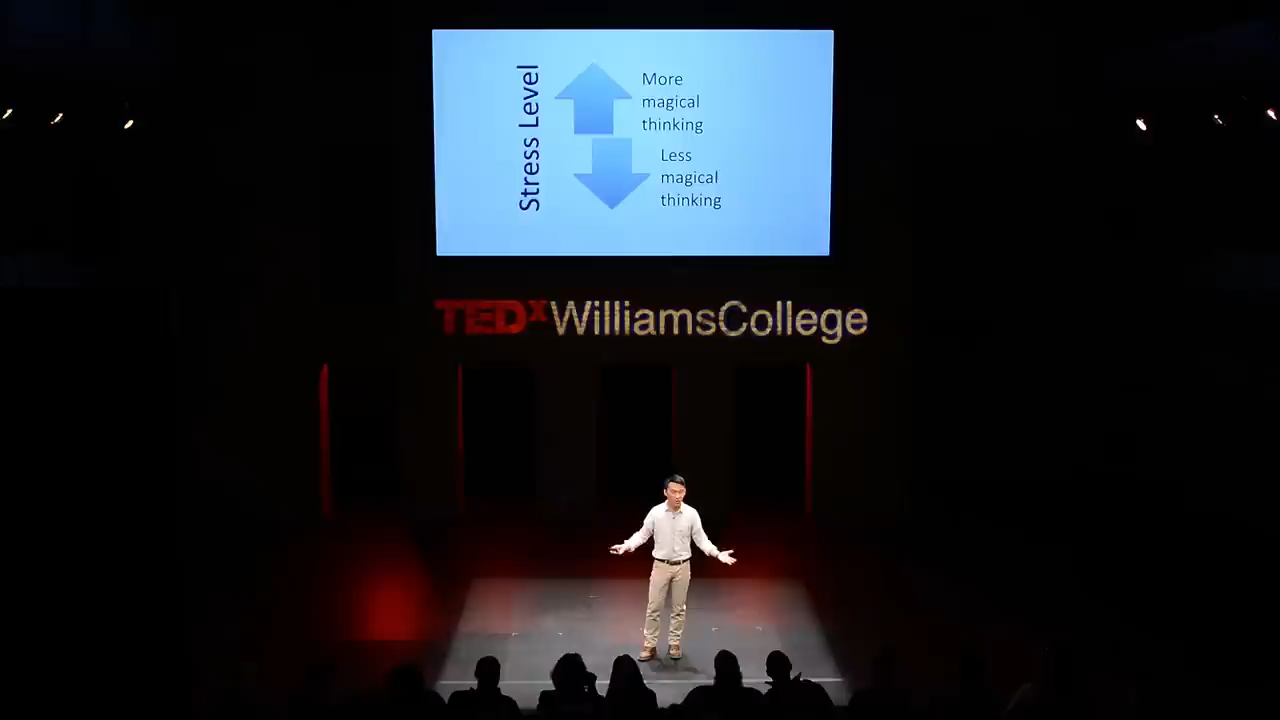 Stress Level
More
magical
thinking
Less
magical
thinking
TEDxWilliamsCollege